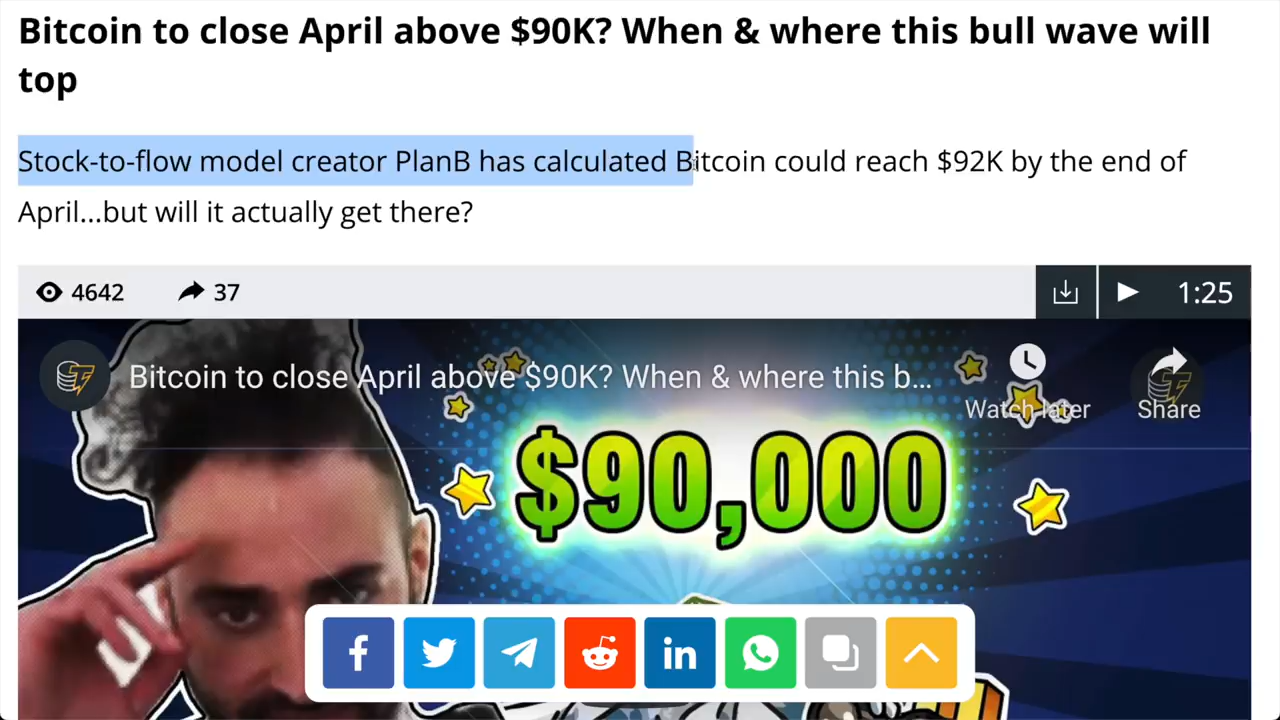 Bitcoin to close April above $90K? When & where this bull wave will
top
Stock-to-flow model creator PlanB has calculated Bitcoin could reach $92K by the end of
April...but will it actually get there?
4642 37 1:25
Bitcoin to close April above $90K? When & where this b...
Watch later Share
$90,000
f in